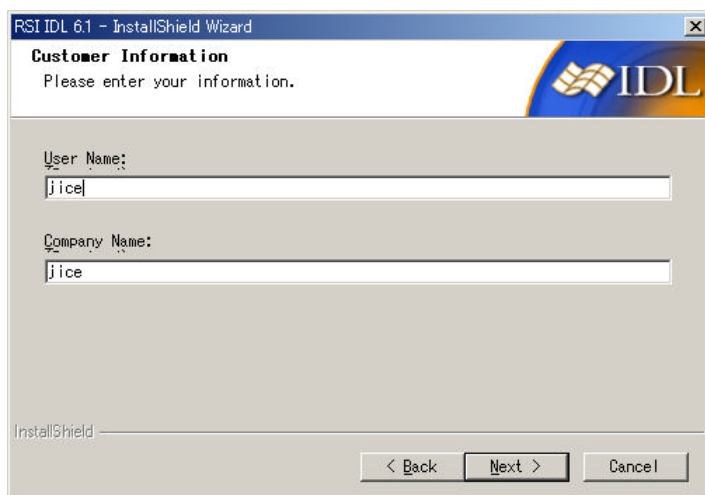 RSI IDL 6.1 - InstallShield Wizard
Customer Information
Please enter your information.
IDL
User Name:
jice
Company Name:
jice
InstallShield
< Back
Next >
Cancel